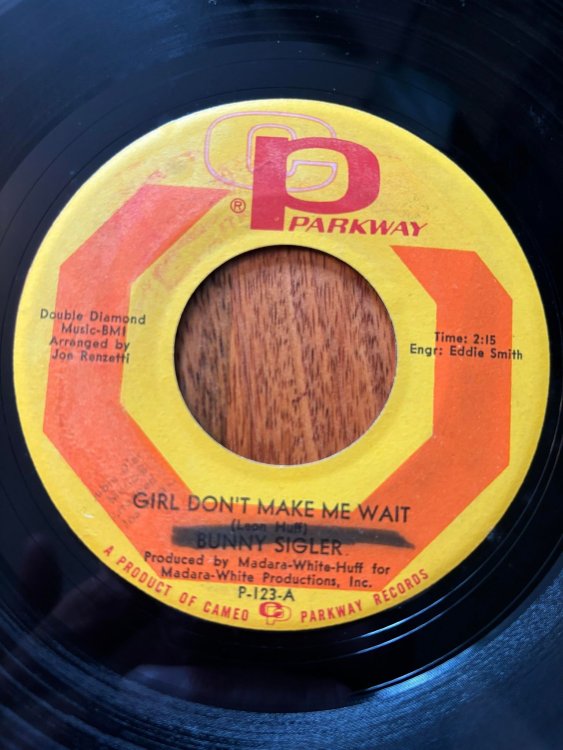 CP
®
PARKWAY
Double Diamond
Music-BMI
Arranged by
Joe Renzetti
Time: 2:15
Engr: Eddie Smith
GIRL DON'T MAKE ME WAIT
(Leon Huff)
BUNNY SIGLER
Produced by Madara-White-Huff for
Madara-White Productions, Inc.
P-123-A
A PRODUCT OF CAMEO CP PARKWAY RECORDS